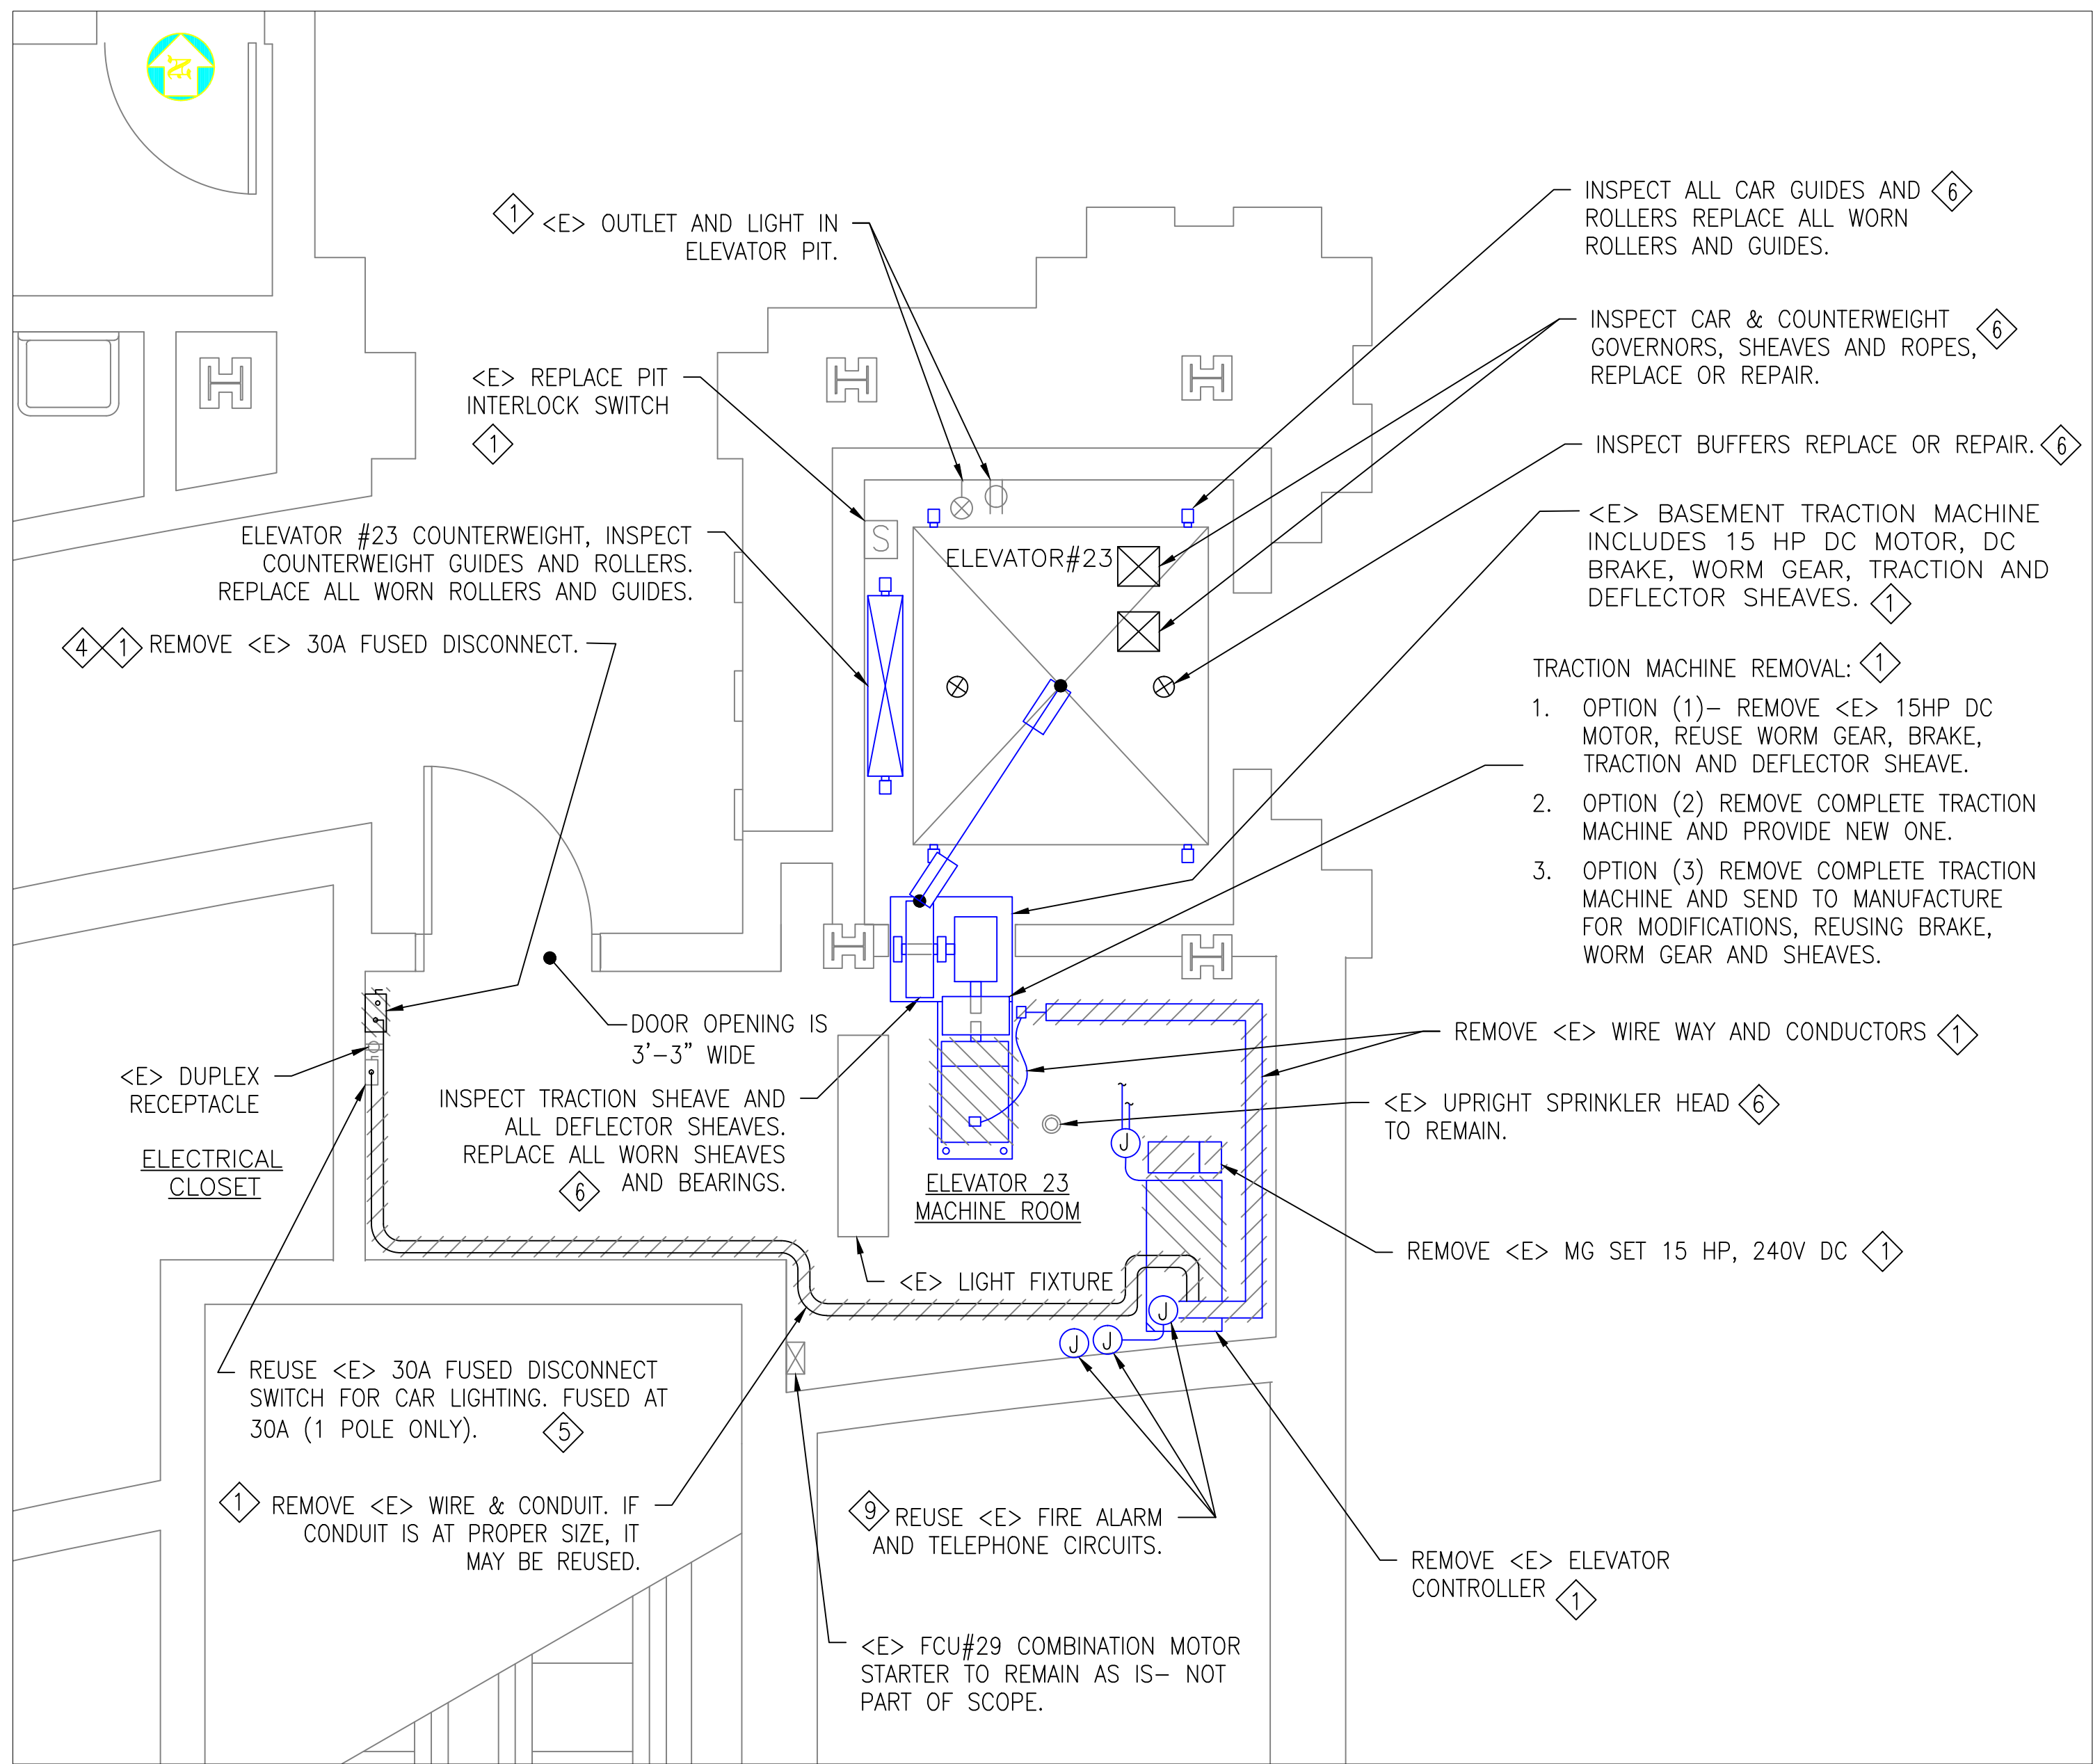 N
<1> <E> OUTLET AND LIGHT IN
ELEVATOR PIT.
<E> REPLACE PIT
INTERLOCK SWITCH
1
ELEVATOR #23 COUNTERWEIGHT, INSPECT
COUNTERWEIGHT GUIDES AND ROLLERS.
REPLACE ALL WORN ROLLERS AND GUIDES.
4 1 REMOVE <E> 30A FUSED DISCONNECT.
INSPECT ALL CAR GUIDES AND 6
ROLLERS REPLACE ALL WORN
ROLLERS AND GUIDES.
INSPECT CAR & COUNTERWEIGHT
GOVERNORS, SHEAVES AND ROPES, 6
REPLACE OR REPAIR.
INSPECT BUFFERS REPLACE OR REPAIR. 6
<E> BASEMENT TRACTION MACHINE
INCLUDES 15 HP DC MOTOR, DC
BRAKE, WORM GEAR, TRACTION AND
DEFLECTOR SHEAVES. 1
TRACTION MACHINE REMOVAL: 1
1. OPTION (1)- REMOVE <E> 15HP DC
MOTOR, REUSE WORM GEAR, BRAKE,
TRACTION AND DEFLECTOR SHEAVE.
2. OPTION (2) REMOVE COMPLETE TRACTION
MACHINE AND PROVIDE NEW ONE.
3. OPTION (3) REMOVE COMPLETE TRACTION
MACHINE AND SEND TO MANUFACTURE
FOR MODIFICATIONS, REUSING BRAKE,
WORM GEAR AND SHEAVES.
S
ELEVATOR#23
DOOR OPENING IS
3'-3" WIDE
<E> DUPLEX
RECEPTACLE
ELECTRICAL
CLOSET
INSPECT TRACTION SHEAVE AND
ALL DEFLECTOR SHEAVES.
REPLACE ALL WORN SHEAVES
6 AND BEARINGS.
ELEVATOR 23
MACHINE ROOM
REMOVE <E> WIRE WAY AND CONDUCTORS 1
<E> UPRIGHT SPRINKLER HEAD 6
TO REMAIN.
J
REMOVE <E> MG SET 15 HP, 240V DC 1
<E> LIGHT FIXTURE
J
J
J
REUSE <E> 30A FUSED DISCONNECT
SWITCH FOR CAR LIGHTING. FUSED AT
30A (1 POLE ONLY). 5
1 REMOVE <E> WIRE & CONDUIT. IF
CONDUIT IS AT PROPER SIZE, IT
MAY BE REUSED.
9 REUSE <E> FIRE ALARM
AND TELEPHONE CIRCUITS.
REMOVE <E> ELEVATOR
CONTROLLER 1
<E> FCU#29 COMBINATION MOTOR
STARTER TO REMAIN AS IS- NOT
PART OF SCOPE.